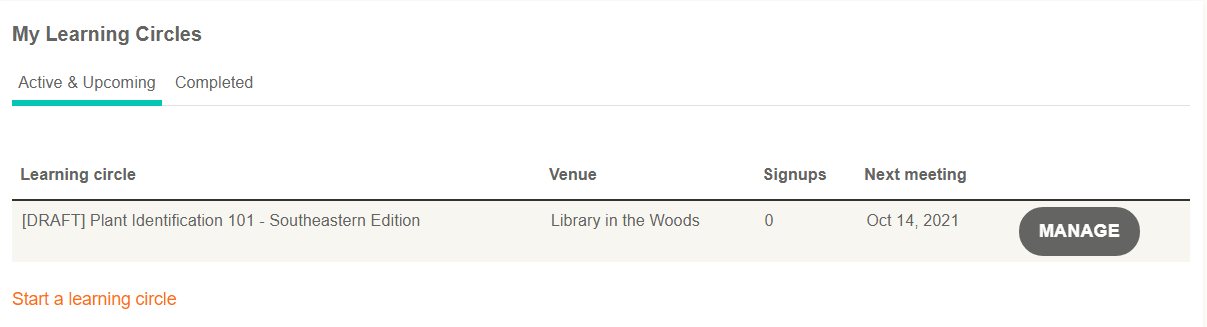 My Learning Circles
Active & Upcoming Completed
Learning circle Venue Signups Next meeting
[DRAFT] Plant Identification 101 - Southeastern Edition Library in the Woods 0 Oct 14, 2021 MANAGE
Start a learning circle